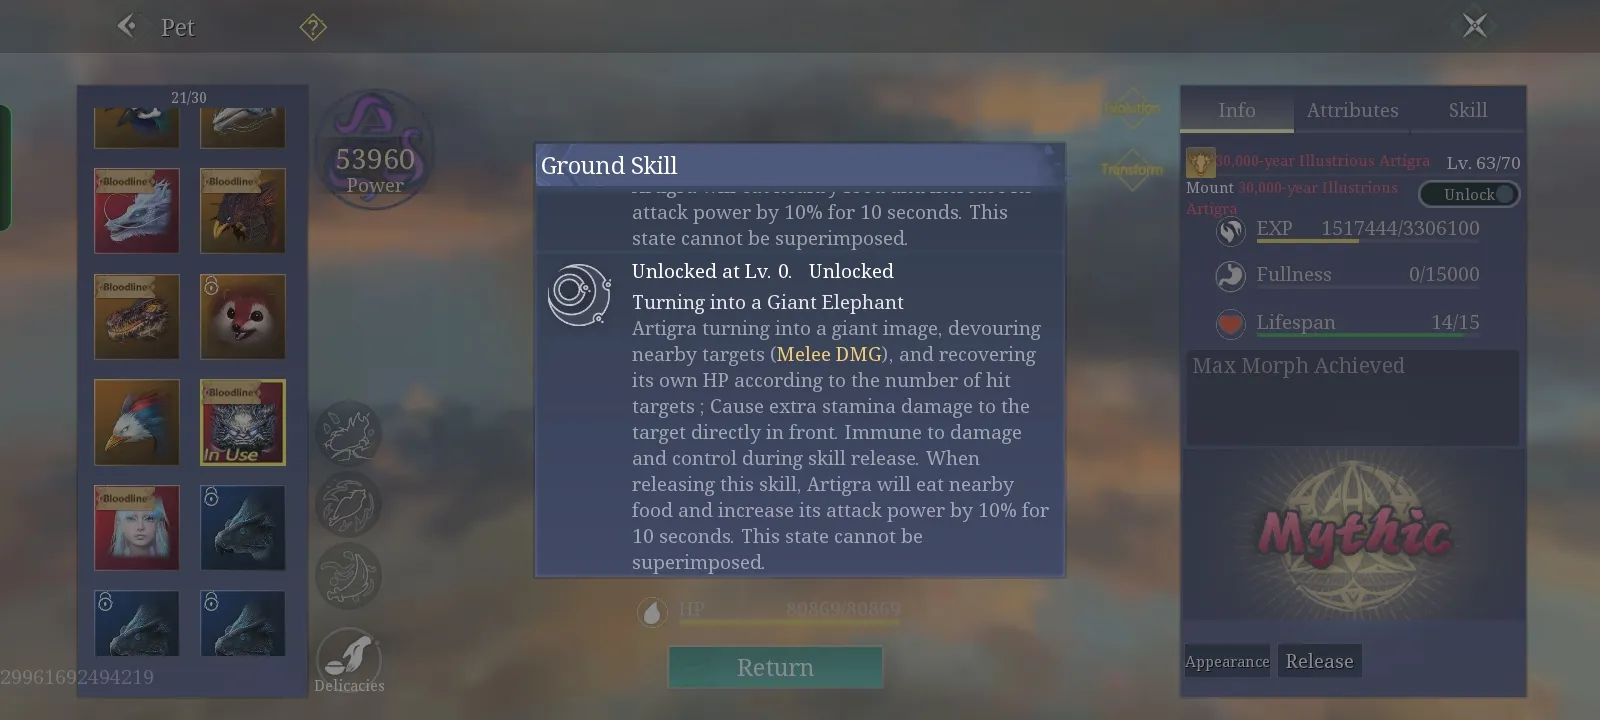 Pet
?
21/30
Bloodline
Bloodline
Bloodline
Bloodline
In Use
Bloodline
29961692494219
53960
Power
Delicacies
Ground Skill
attack power by 10% for 10 seconds. This
state cannot be superimposed.
Unlocked at Lv. 0. Unlocked
Turning into a Giant Elephant
Artigra turning into a giant image, devouring
nearby targets (Melee DMG), and recovering
its own HP according to the number of hit
targets ; Cause extra stamina damage to the
target directly in front. Immune to damage
and control during skill release. When
releasing this skill, Artigra will eat nearby
food and increase its attack power by 10% for
10 seconds. This state cannot be
superimposed.
HP 80869/80869
Return
Evolution
Transform
Info Attributes Skill
30,000-year Illustrious Artigra Lv. 63/70
Mount 30,000-year Illustrious
Artigra
Unlock
EXP 1517444/3306100
Fullness 0/15000
Lifespan 14/15
Max Morph Achieved
Mythic
Appearance Release